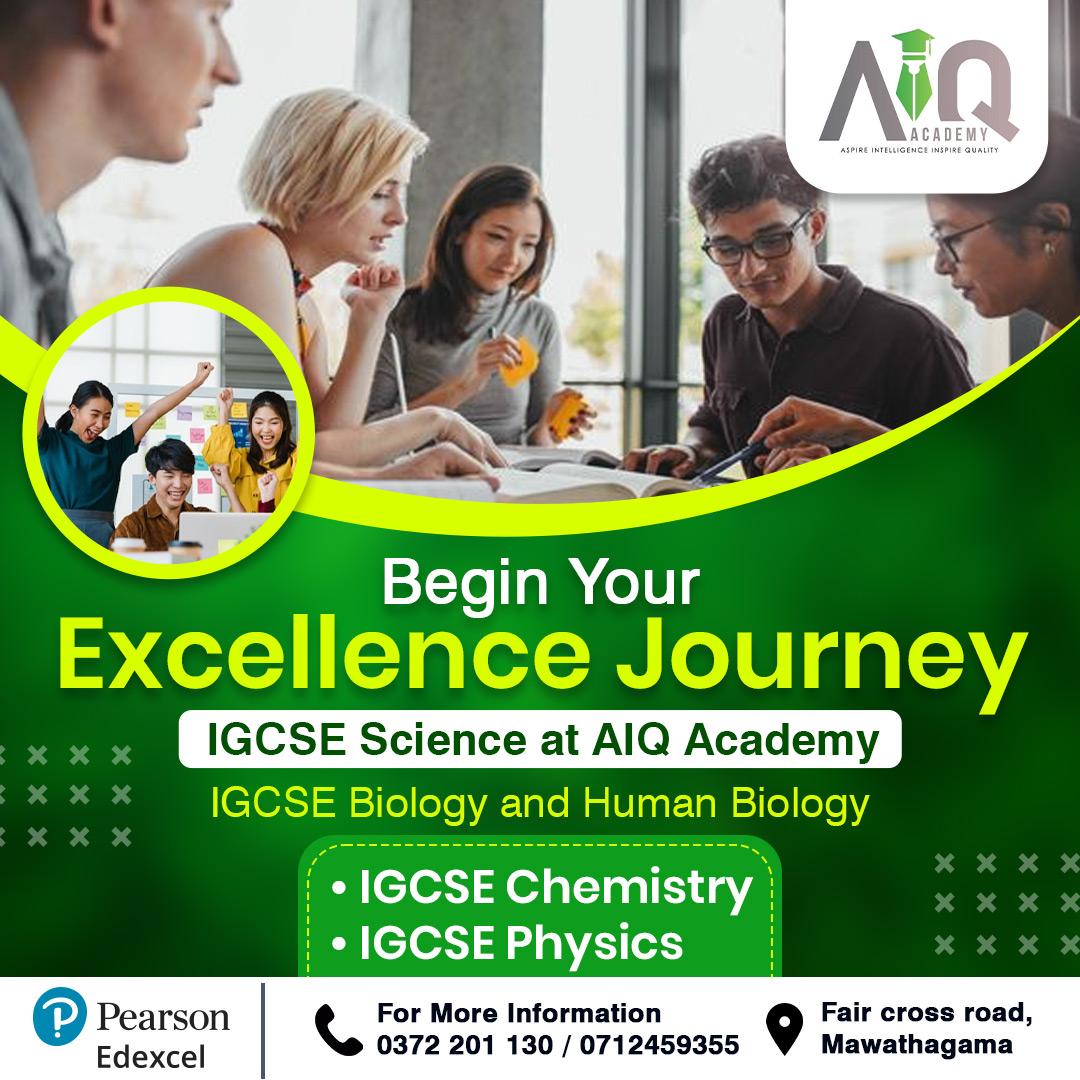 AIQ
ACADEMY
ASPIRE INTELLIGENCE INSPIRE QUALITY
Begin Your
Excellence Journey
IGCSE Science at AIQ Academy
IGCSE Biology and Human Biology
• IGCSE Chemistry
• IGCSE Physics
Pearson
Edexcel
For More Information
0372 201 130 / 0712459355
Fair cross road,
Mawathagama